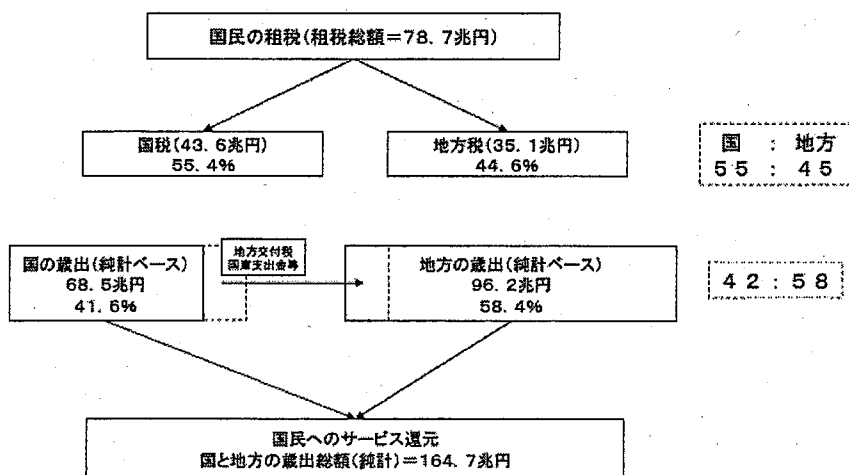 国民の租税(租税総額=78.7兆円)
国税(43.6兆円)
55.4%
地方税(35.1兆円)
44.6%
国 : 地方
55 : 45
国の歳出(純計ベース)
68.5兆円
41.6%
地方交付税
国庫支出金等
地方の歳出(純計ベース)
96.2兆円
58.4%
42:58
国民へのサービス還元
国と地方の歳出総額(純計)=164.7兆円